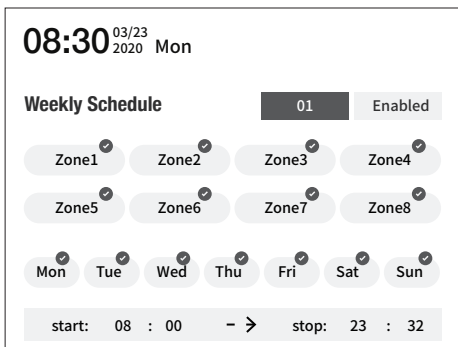 08:30 03/23 2020 Mon
Weekly Schedule 01 Enabled
Zone1 Zone2 Zone3 Zone4
Zone5 Zone6 Zone7 Zone8
Mon Tue Wed Thu Fri Sat Sun
start: 08 : 00 - > stop: 23 : 32